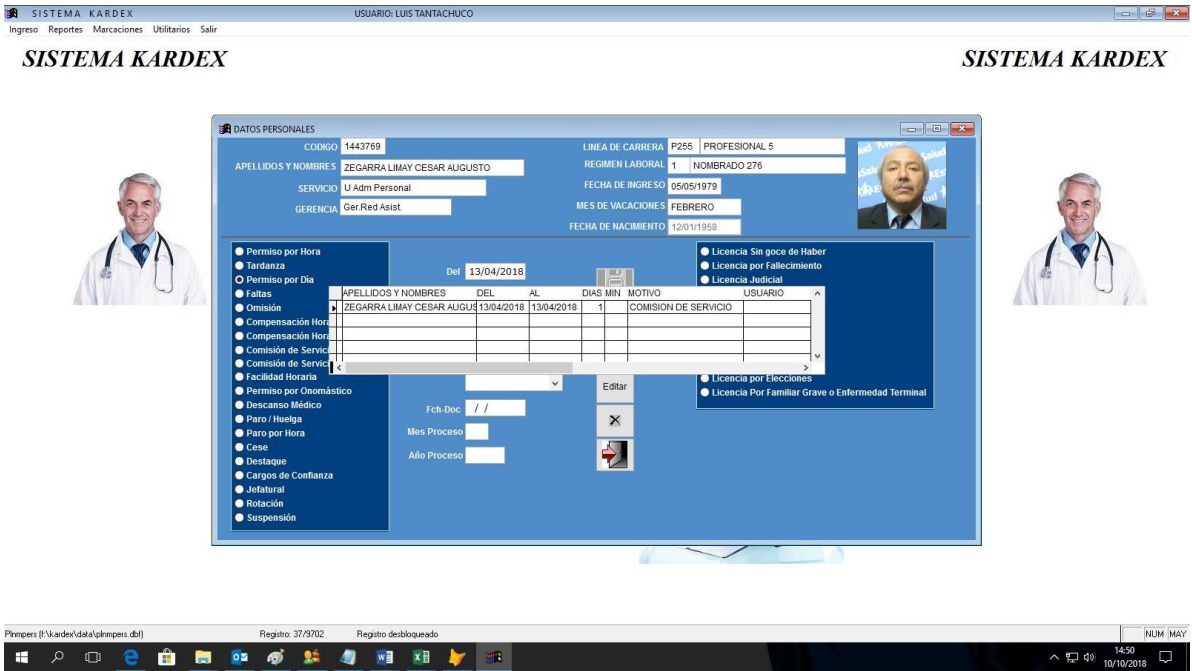 SISTEMA KARDEX USUARIO: LUIS TANTACHUCO
Ingreso Reportes Marcaciones Utilitarios Salir
SISTEMA KARDEX SISTEMA KARDEX
DATOS PERSONALES
CODIGO 1443769 LINEA DE CARRERA P255 PROFESIONAL 5
APELLIDOS Y NOMBRES ZEGARRA LIMAY CESAR AUGUSTO REGIMEN LABORAL 1 NOMBRADO 276
SERVICIO U Adm Personal FECHA DE INGRESO 05/05/1979
GERENCIA Ger.Red Asist. MES DE VACACIONES FEBRERO
FECHA DE NACIMIENTO 12/01/1958
Permiso por Hora
Tardanza
Permiso por Dia
Faltas
Omisión
Compensación Hora
Compensación Hora
Comisión de Servici
Comisión de Servici
Facilidad Horaria
Permiso por Onomástico
Descanso Médico
Paro / Huelga
Paro por Hora
Cese
Destaque
Cargos de Confianza
Jefatural
Rotación
Suspensión
Del 13/04/2018
APELLIDOS Y NOMBRES DEL AL DIAS MIN MOTIVO USUARIO
ZEGARRA LIMAY CESAR AUGUS 13/04/2018 13/04/2018 1 COMISION DE SERVICIO
Editar
Fch-Doc / /
Mes Proceso
Año Proceso
Licencia Sin goce de Haber
Licencia por Fallecimiento
Licencia Judicial
Licencia por Elecciones
Licencia Por Familiar Grave o Enfermedad Terminal
Plnmpers (f:\kardex\data\plnmpers.dbf) Registro: 37/9702 Registro desbloqueado NUM MAY
14:50
10/10/2018